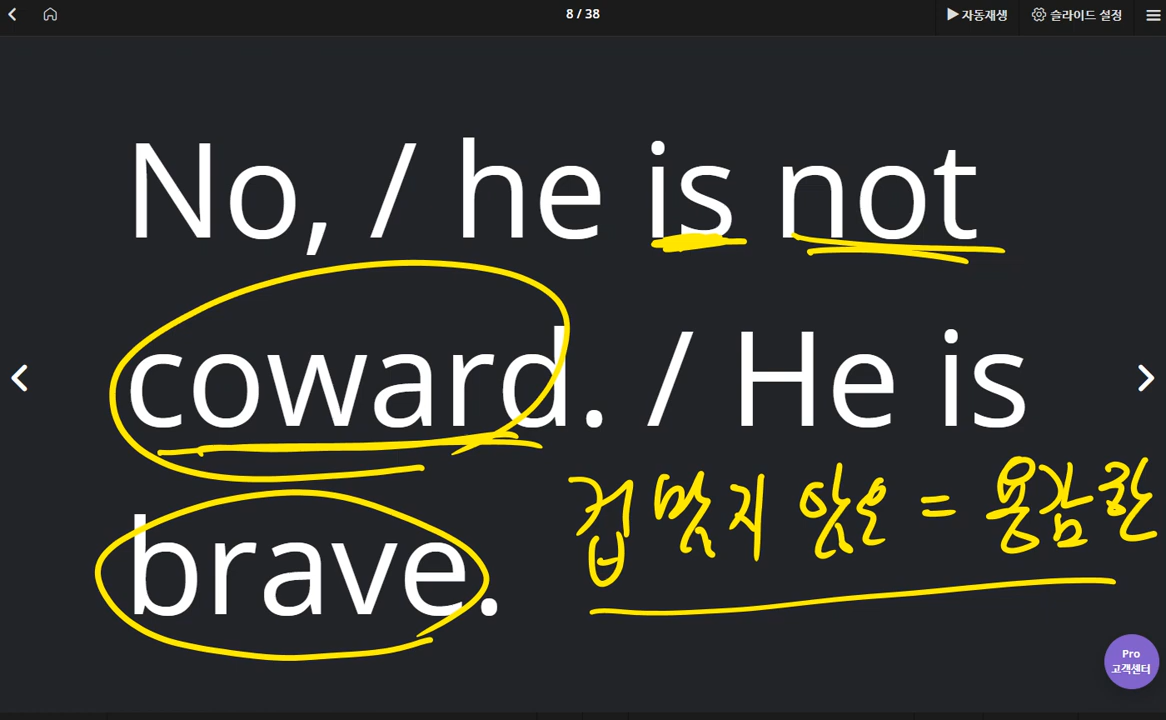 8 / 38
자동재생
슬라이드 설정
No, / he is not
coward. / He is
겁 많지 않은 = 용감한
brave.
Pro
고객센터